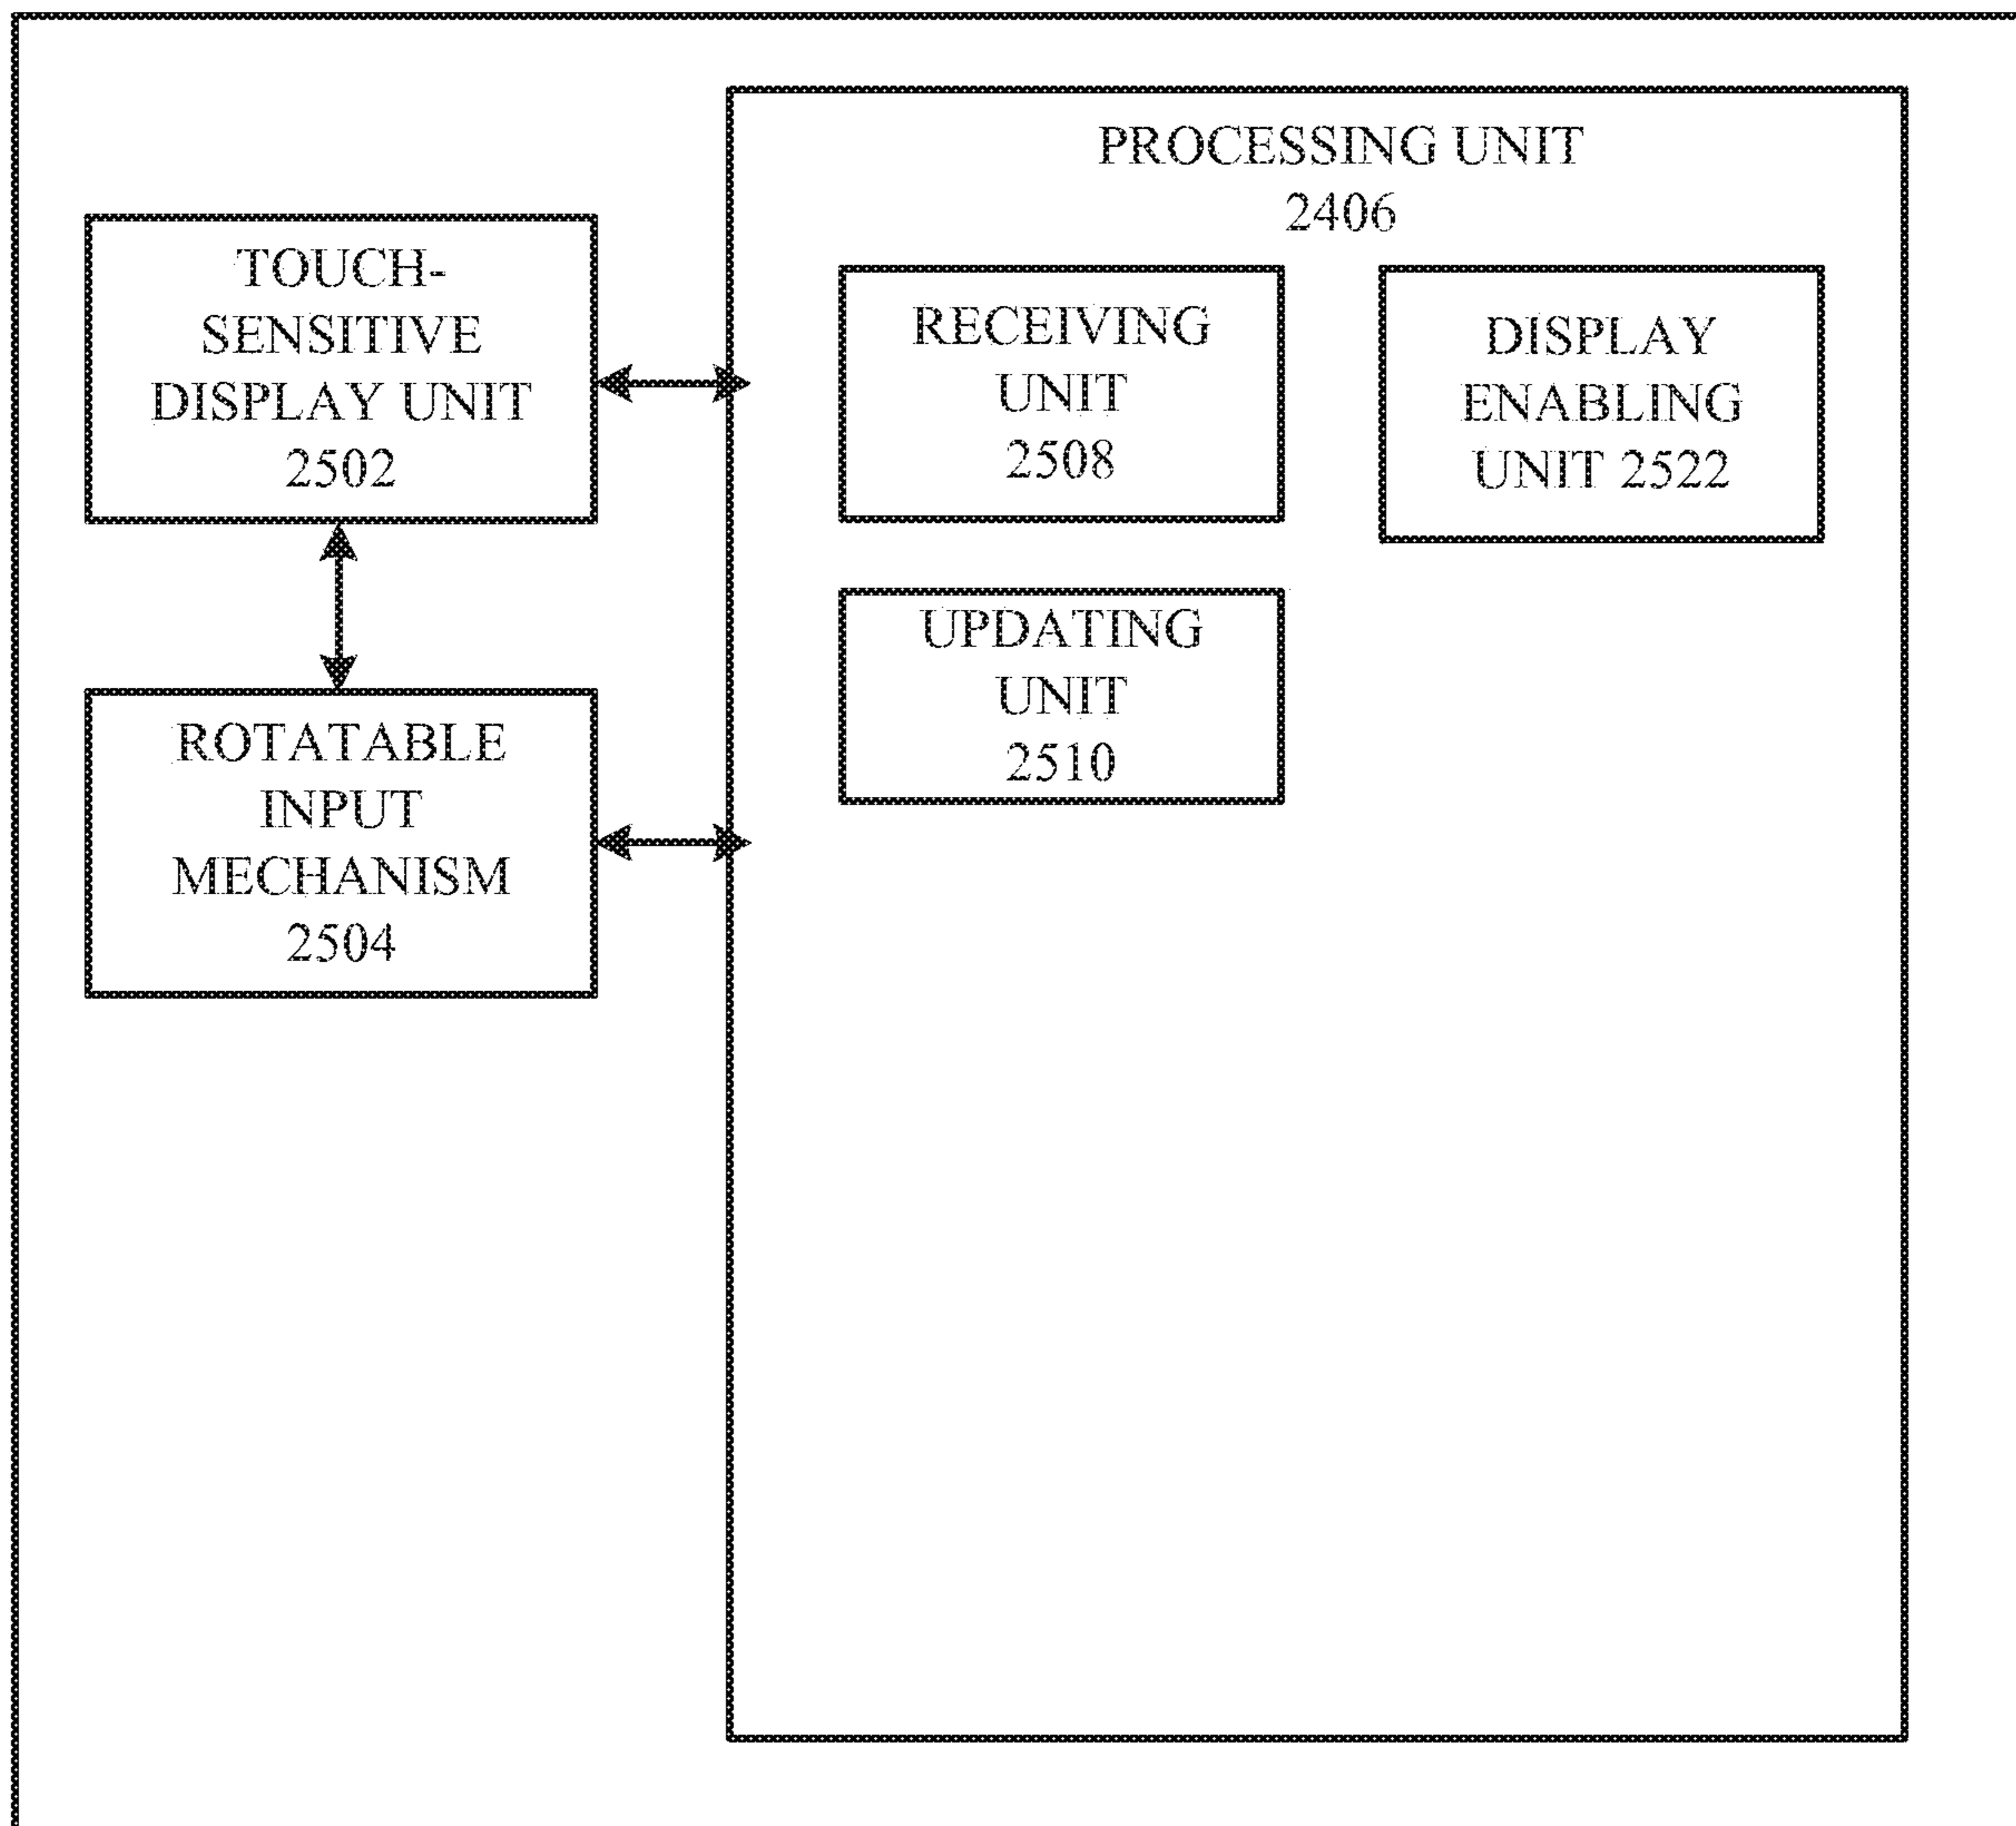 PROCESSING UNIT
2406
TOUCH-
SENSITIVE
DISPLAY UNIT
2502
RECEIVING
UNIT
2508
DISPLAY
ENABLING
UNIT 2522
UPDATING
UNIT
2510
ROTATABLE
INPUT
MECHANISM
2504